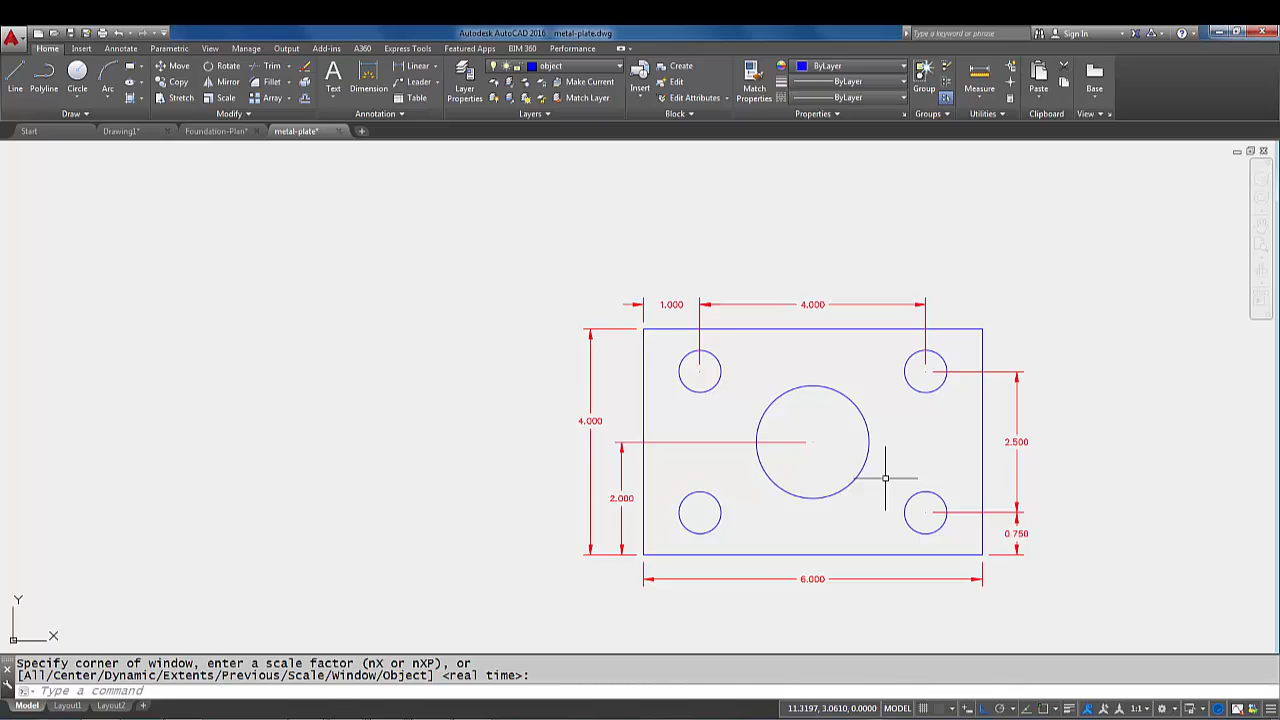 Autodesk AutoCAD 2016 metal-plate.dwg
Type a keyword or phrase
Sign In
Home Insert Annotate Parametric View Manage Output Add-ins A360 Express Tools Featured Apps BIM 360 Performance
Line Polyline Circle Arc
Move Rotate Trim
Copy Mirror Fillet
Stretch Scale Array
Text Dimension
Linear
Leader
Table
Layer Properties
object
Make Current
Match Layer
Insert
Create
Edit
Edit Attributes
Match Properties
ByLayer
ByLayer
ByLayer
Group Measure Paste Base
Draw Modify Annotation Layers Block Properties Groups Utilities Clipboard View
Start Drawing1* Foundation-Plan* metal-plate*
1.000 4.000
4.000
2.500
2.000
0.750
6.000
Y
X
Specify corner of window, enter a scale factor (nX or nXP), or
[All/Center/Dynamic/Extents/Previous/Scale/Window/Object] <real time>:
Type a command
Model Layout1 Layout2
11.3197, 3.0610, 0.0000 MODEL 1:1